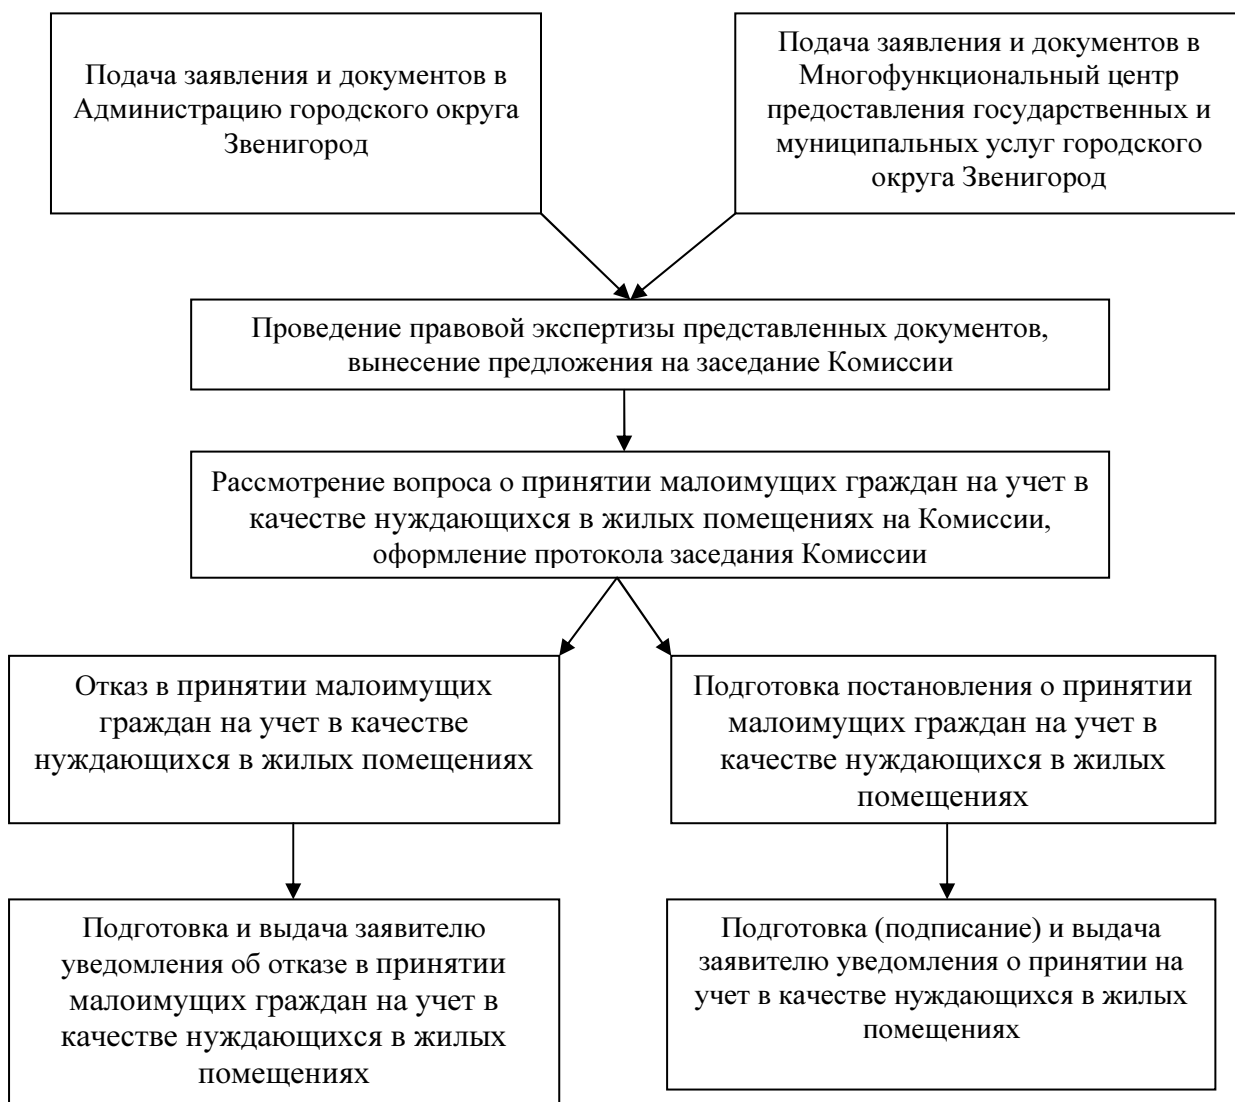 Подача заявления и документов в
Администрацию городского округа
Звенигород
Подача заявления и документов в
Многофункциональный центр
предоставления государственных и
муниципальных услуг городского
округа Звенигород
Проведение правовой экспертизы представленных документов,
вынесение предложения на заседание Комиссии
Рассмотрение вопроса о принятии малоимущих граждан на учет в
качестве нуждающихся в жилых помещениях на Комиссии,
оформление протокола заседания Комиссии
Отказ в принятии малоимущих
граждан на учет в качестве
нуждающихся в жилых помещениях
Подготовка постановления о принятии
малоимущих граждан на учет в
качестве нуждающихся в жилых
помещениях
Подготовка и выдача заявителю
уведомления об отказе в принятии
малоимущих граждан на учет в
качестве нуждающихся в жилых
помещениях
Подготовка (подписание) и выдача
заявителю уведомления о принятии на
учет в качестве нуждающихся в жилых
помещениях